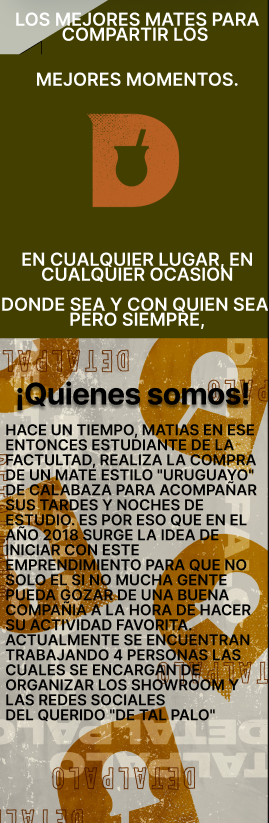 LOS MEJORES MATES PARA
COMPARTIR LOS
MEJORES MOMENTOS.
D
EN CUALQUIER LUGAR, EN
CUALQUIER OCASIÓN
DONDE SEA Y CON QUIEN SEA
PERO SIEMPRE,
DETALPALO
¡Quienes somos!
HACE UN TIEMPO, MATIAS EN ESE
ENTONCES ESTUDIANTE DE LA
FACTULTAD, REALIZA LA COMPRA
DE UN MATE ESTILO "URUGUAYO"
DE CALABAZA PARA ACOMPAÑAR
SUS TARDES Y NOCHES DE
ESTUDIO. ES POR ESO QUE EN EL
AÑO 2018 SURGE LA IDEA DE
INICIAR CON ESTE
EMPRENDIMIENTO PARA QUE NO
SOLO EL SI NO MUCHA GENTE
PUEDA GOZAR DE UNA BUENA
COMPAÑIA A LA HORA DE HACER
SU ACTIVIDAD FAVORITA.
ACTUALMENTE SE ENCUENTRAN
TRABAJANDO 4 PERSONAS LAS
CUALES SE ENCARGAN DE
ORGANIZAR LOS SHOWROOM Y
LAS REDES SOCIALES
DEL QUERIDO "DE TAL PALO"
DETALPALO
DETALPALO